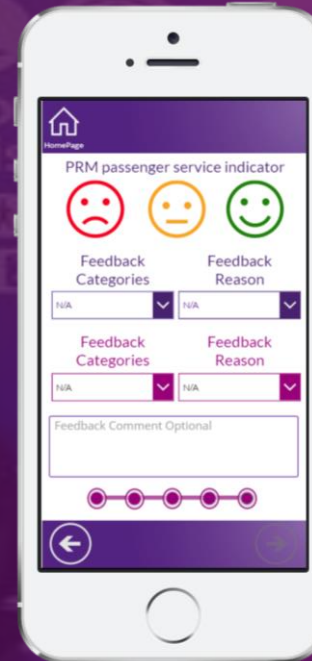 HomePage
PRM passenger service indicator
Feedback Categories
Feedback Reason
N/A
N/A
Feedback Categories
Feedback Reason
N/A
N/A
Feedback Comment Optional